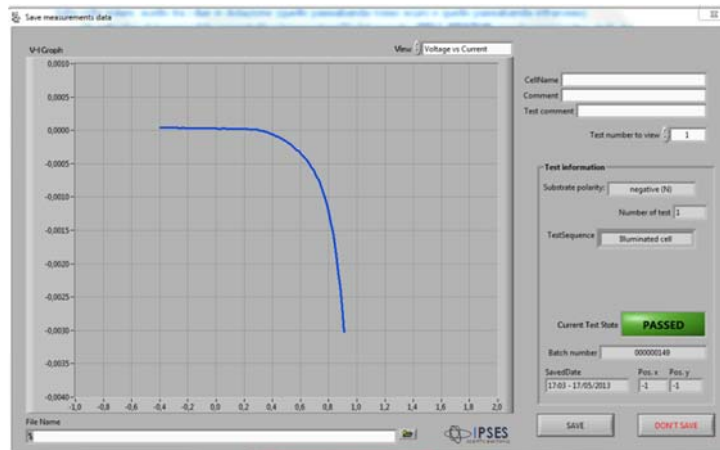 Save measurements data
V-I Graph
View Voltage vs Current
0,0010
0,0005
0,0000
-0,0005
-0,0010
-0,0015
-0,0020
-0,0025
-0,0030
-0,0035
-0,0040
-1,0 -0,8 -0,6 -0,4 -0,2 0,0 0,2 0,4 0,6 0,8 1,0 1,2 1,4 1,6 1,8 2,0
CellName
Comment
Test comment
Test number to view 1
Test information
Substrate polarity: negative (N)
Number of test 1
TestSequence Illuminated cell
Current Test State PASSED
Batch number 000000149
SavedDate Pos. x Pos. y
17:03 - 17/05/2013 -1 -1
File Name
IPSES
SAVE DON'T SAVE